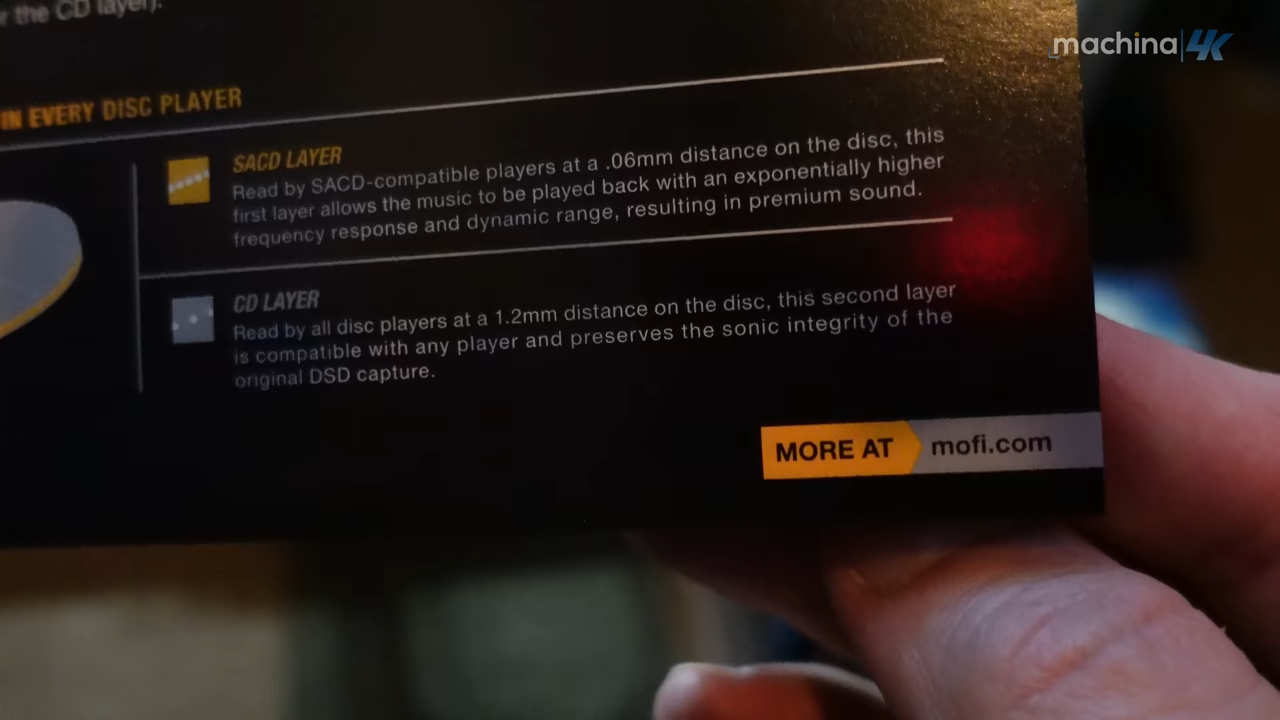 r the CD layer).
machina 4K
IN EVERY DISC PLAYER
SACD LAYER
Read by SACD-compatible players at a .06mm distance on the disc, this
first layer allows the music to be played back with an exponentially higher
frequency response and dynamic range, resulting in premium sound.
CD LAYER
Read by all disc players at a 1.2mm distance on the disc, this second layer
is compatible with any player and preserves the sonic integrity of the
original DSD capture.
MORE AT mofi.com